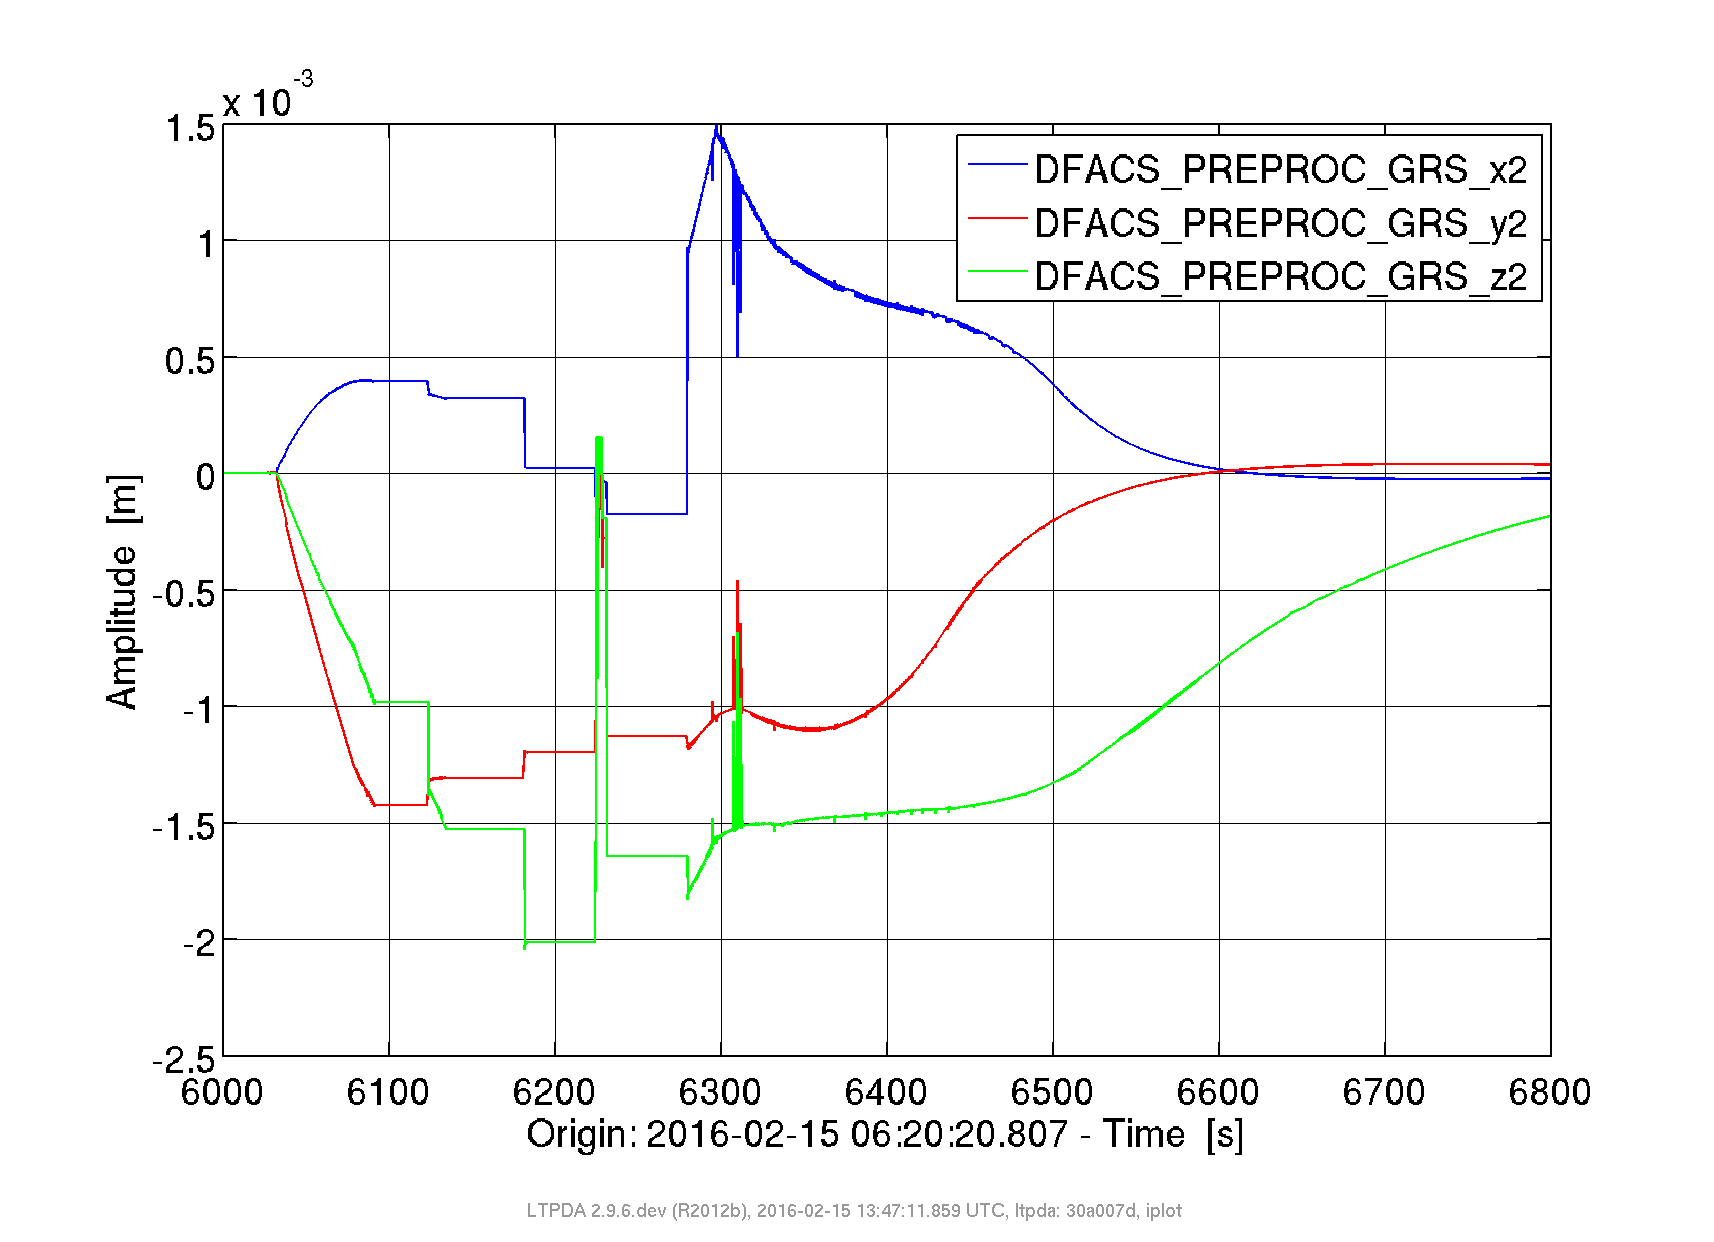 x 10-3
1.5
1
0.5
0
-0.5
-1
-1.5
-2
-2.5
DFACS_PREPROC_GRS_x2
DFACS_PREPROC_GRS_y2
DFACS_PREPROC_GRS_z2
Amplitude [m]
6000 6100 6200 6300 6400 6500 6600 6700 6800
Origin: 2016-02-15 06:20:20.807 - Time [s]
LTPDA 2.9.6.dev (R2012b), 2016-02-15 13:47:11.859 UTC, ltpda: 30a007d, iplot